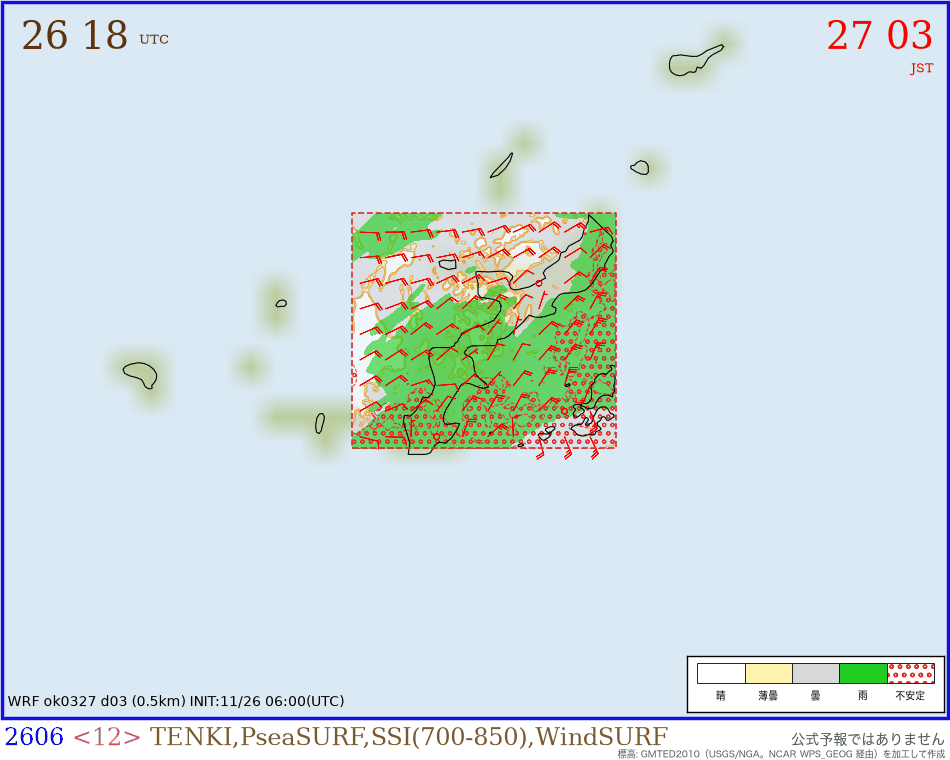 26 18 UTC
27 03
JST
晴 薄曇 曇 雨 不安定
WRF ok0327 d03 (0.5km) INIT:11/26 06:00(UTC)
2606 <12> TENKI,PseaSURF,SSI(700-850),WindSURF
公式予報ではありません
標高: GMTED2010（USGS/NGA。NCAR WPS_GEOG 経由）を加工して作成